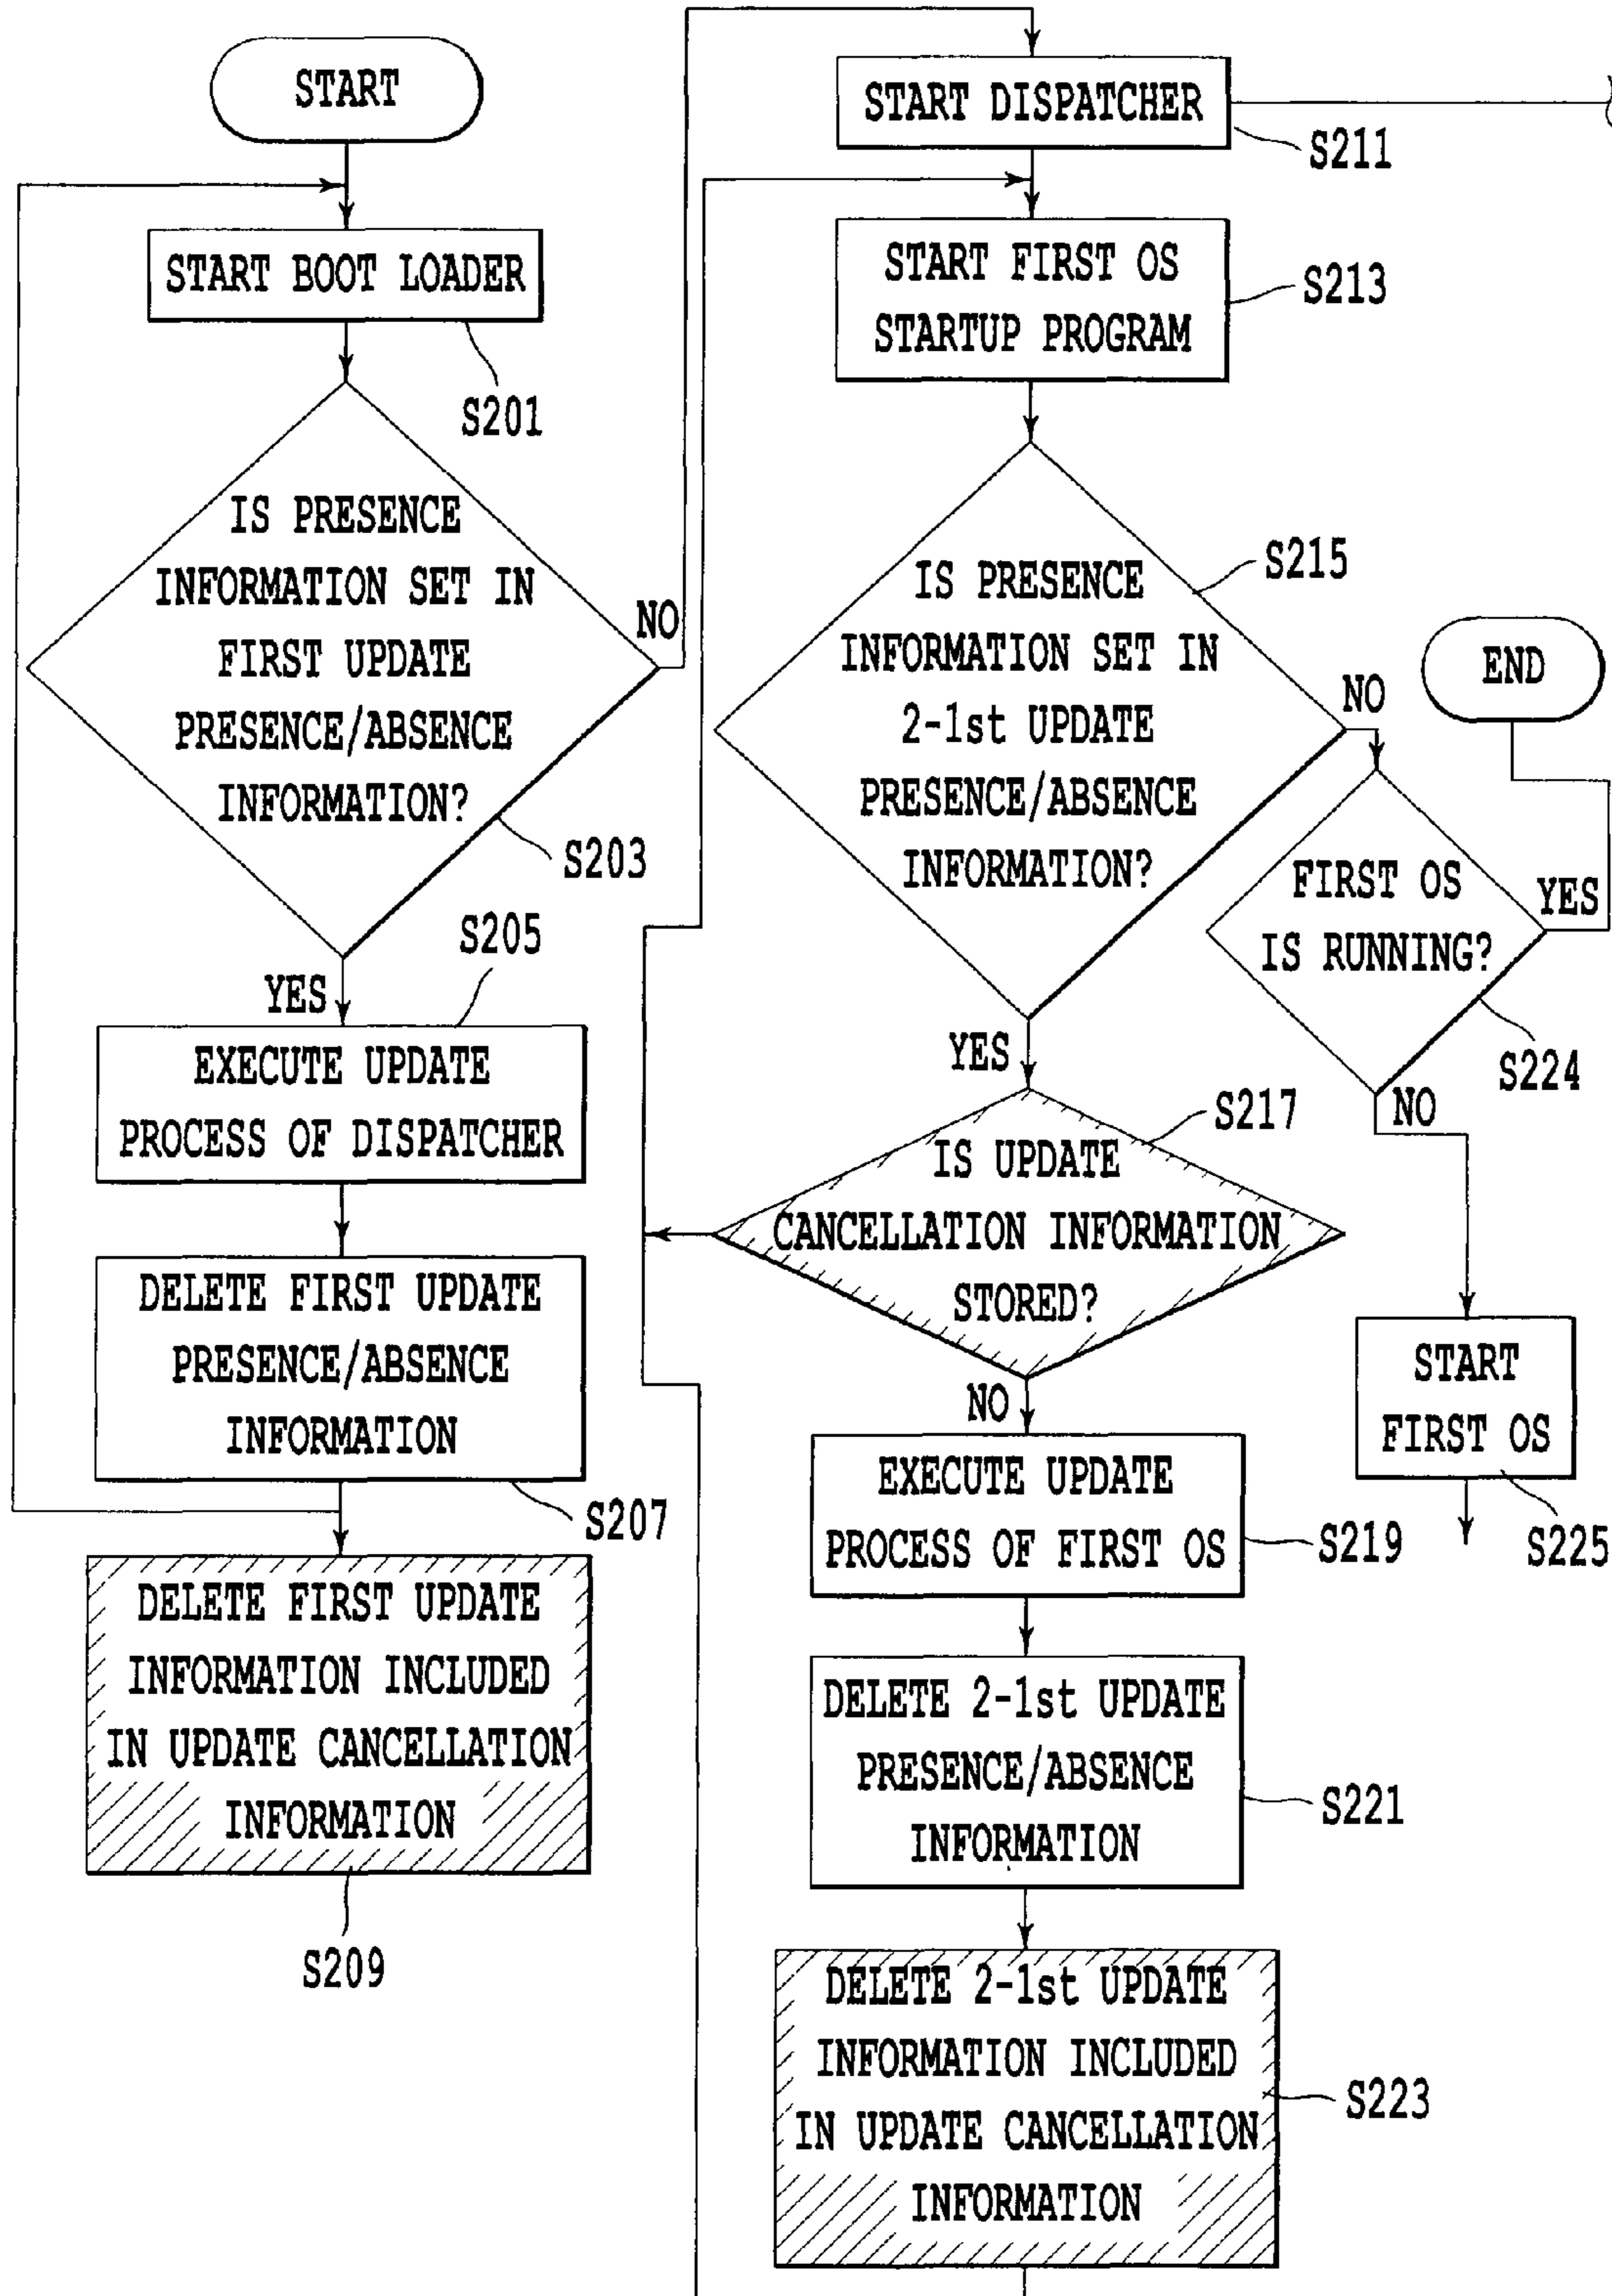 START
START BOOT LOADER
S201
IS PRESENCE
INFORMATION SET IN
FIRST UPDATE
PRESENCE/ABSENCE
INFORMATION?
NO
S203
YES
S205
EXECUTE UPDATE
PROCESS OF DISPATCHER
DELETE FIRST UPDATE
PRESENCE/ABSENCE
INFORMATION
S207
DELETE FIRST UPDATE
INFORMATION INCLUDED
IN UPDATE CANCELLATION
INFORMATION
S209
START DISPATCHER
S211
START FIRST OS
STARTUP PROGRAM
S213
IS PRESENCE
INFORMATION SET IN
2-1st UPDATE
PRESENCE/ABSENCE
INFORMATION?
S215
NO
YES
IS UPDATE
CANCELLATION INFORMATION
STORED?
S217
NO
EXECUTE UPDATE
PROCESS OF FIRST OS
S219
DELETE 2-1st UPDATE
PRESENCE/ABSENCE
INFORMATION
S221
DELETE 2-1st UPDATE
INFORMATION INCLUDED
IN UPDATE CANCELLATION
INFORMATION
S223
END
FIRST OS
IS RUNNING?
YES
S224
NO
START
FIRST OS
S225